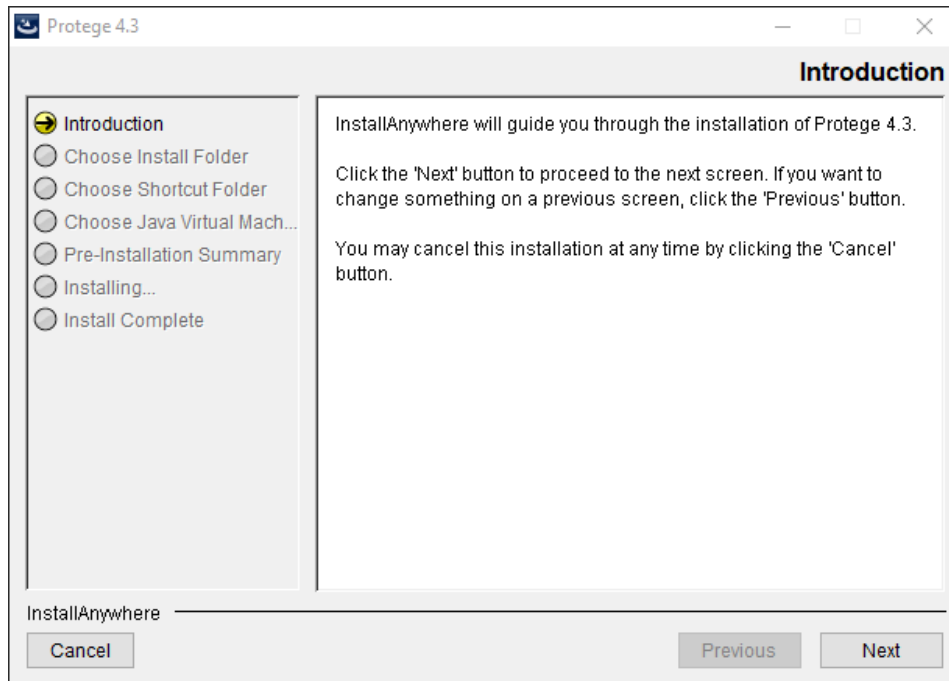 Protege 4.3
Introduction
Introduction
Choose Install Folder
Choose Shortcut Folder
Choose Java Virtual Mach...
Pre-Installation Summary
Installing...
Install Complete
InstallAnywhere will guide you through the installation of Protege 4.3.
Click the 'Next' button to proceed to the next screen. If you want to
change something on a previous screen, click the 'Previous' button.
You may cancel this installation at any time by clicking the 'Cancel'
button.
InstallAnywhere
Cancel
Previous
Next